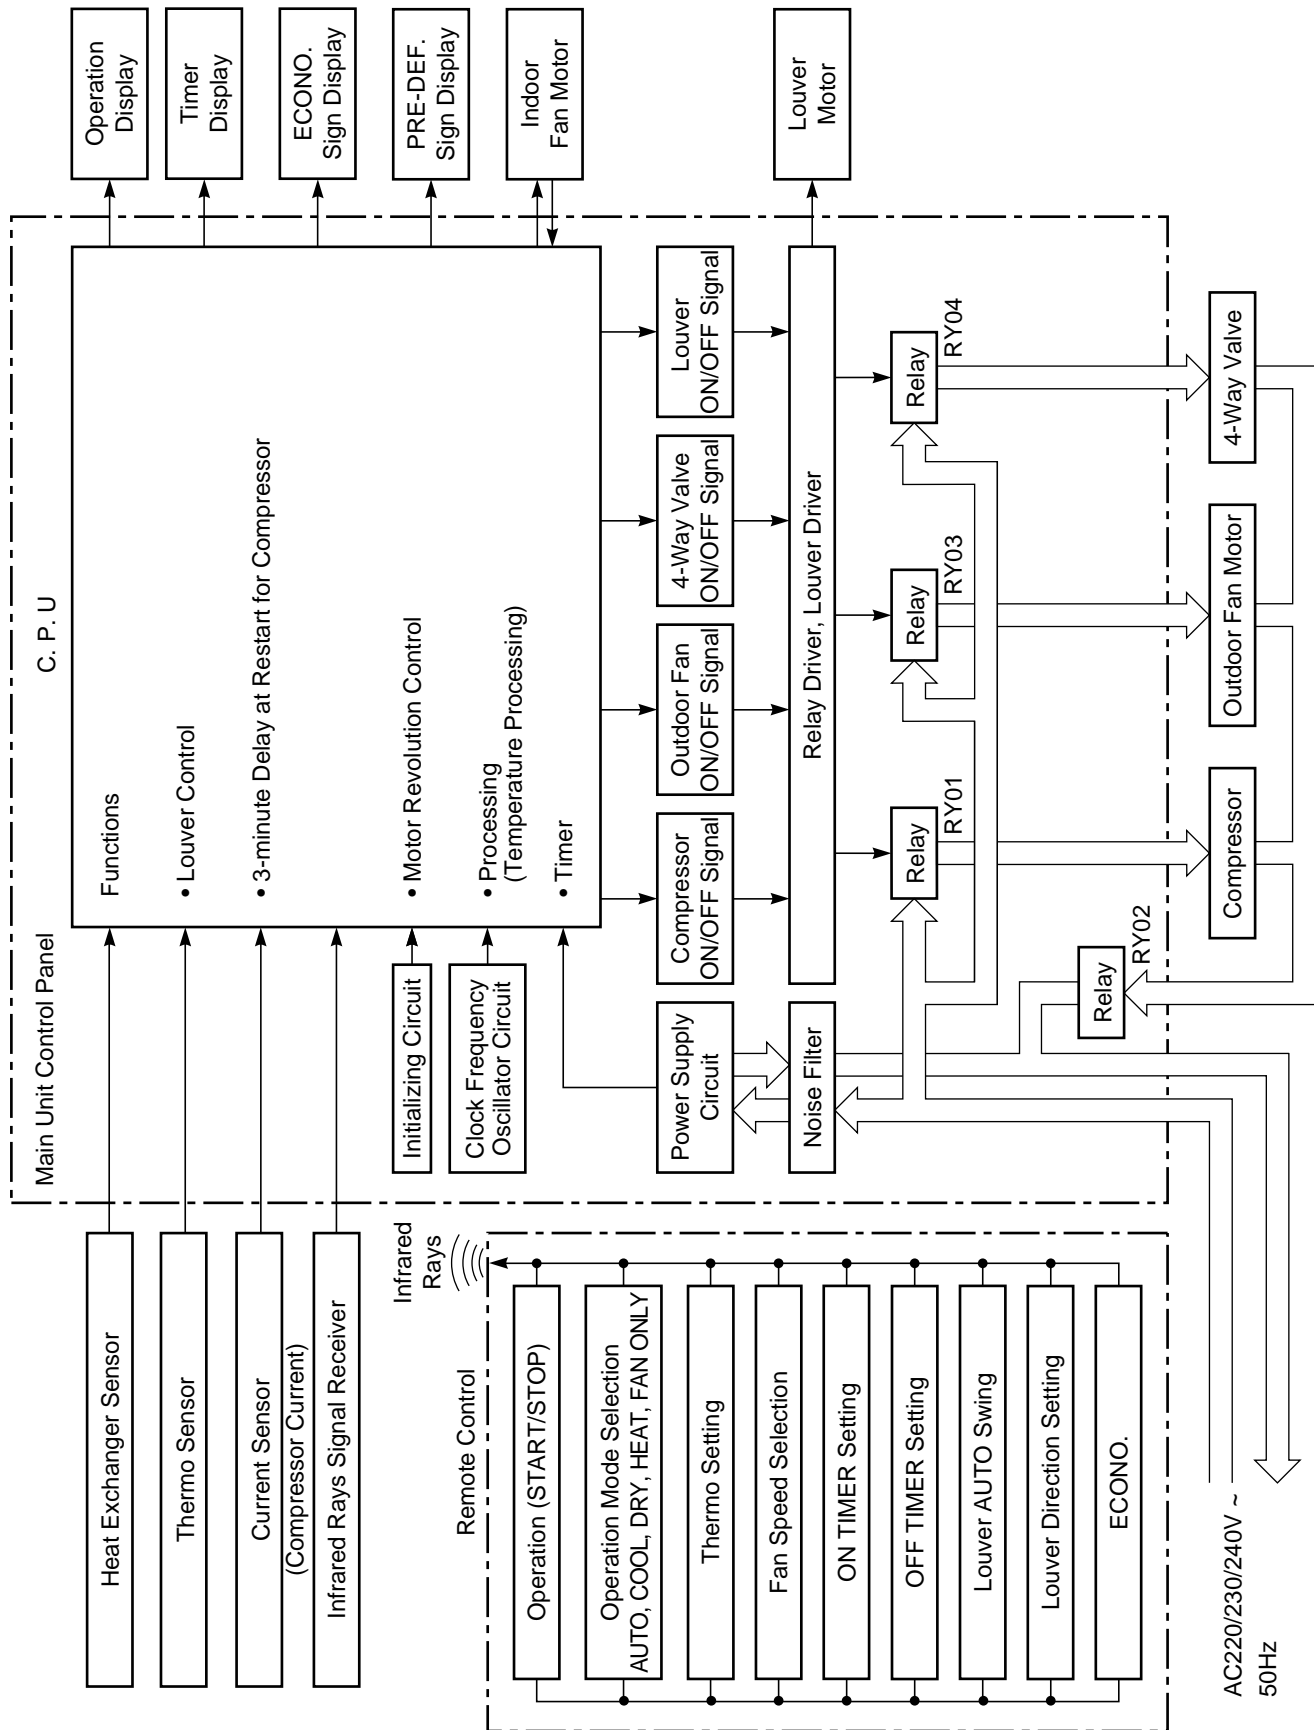 Heat Exchanger Sensor
Thermo Sensor
Current Sensor
(Compressor Current)
Infrared Rays Signal Receiver
Main Unit Control Panel
C. P. U
Functions
• Louver Control
• 3-minute Delay at Restart for Compressor
• Motor Revolution Control
• Processing
(Temperature Processing)
• Timer
Initializing Circuit
Clock Frequency
Oscillator Circuit
Operation
Display
Timer
Display
ECONO.
Sign Display
PRE-DEF.
Sign Display
Indoor
Fan Motor
Louver
Motor
Power Supply
Circuit
Compressor
ON/OFF Signal
Outdoor Fan
ON/OFF Signal
4-Way Valve
ON/OFF Signal
Louver
ON/OFF Signal
Noise Filter
Relay Driver, Louver Driver
Relay
RY01
Relay
RY03
Relay
RY04
Relay
RY02
Compressor
Outdoor Fan Motor
4-Way Valve
Infrared
Rays
Remote Control
Operation (START/STOP)
Operation Mode Selection
AUTO, COOL, DRY, HEAT, FAN ONLY
Thermo Setting
Fan Speed Selection
ON TIMER Setting
OFF TIMER Setting
Louver AUTO Swing
Louver Direction Setting
ECONO.
AC220/230/240V ~
50Hz